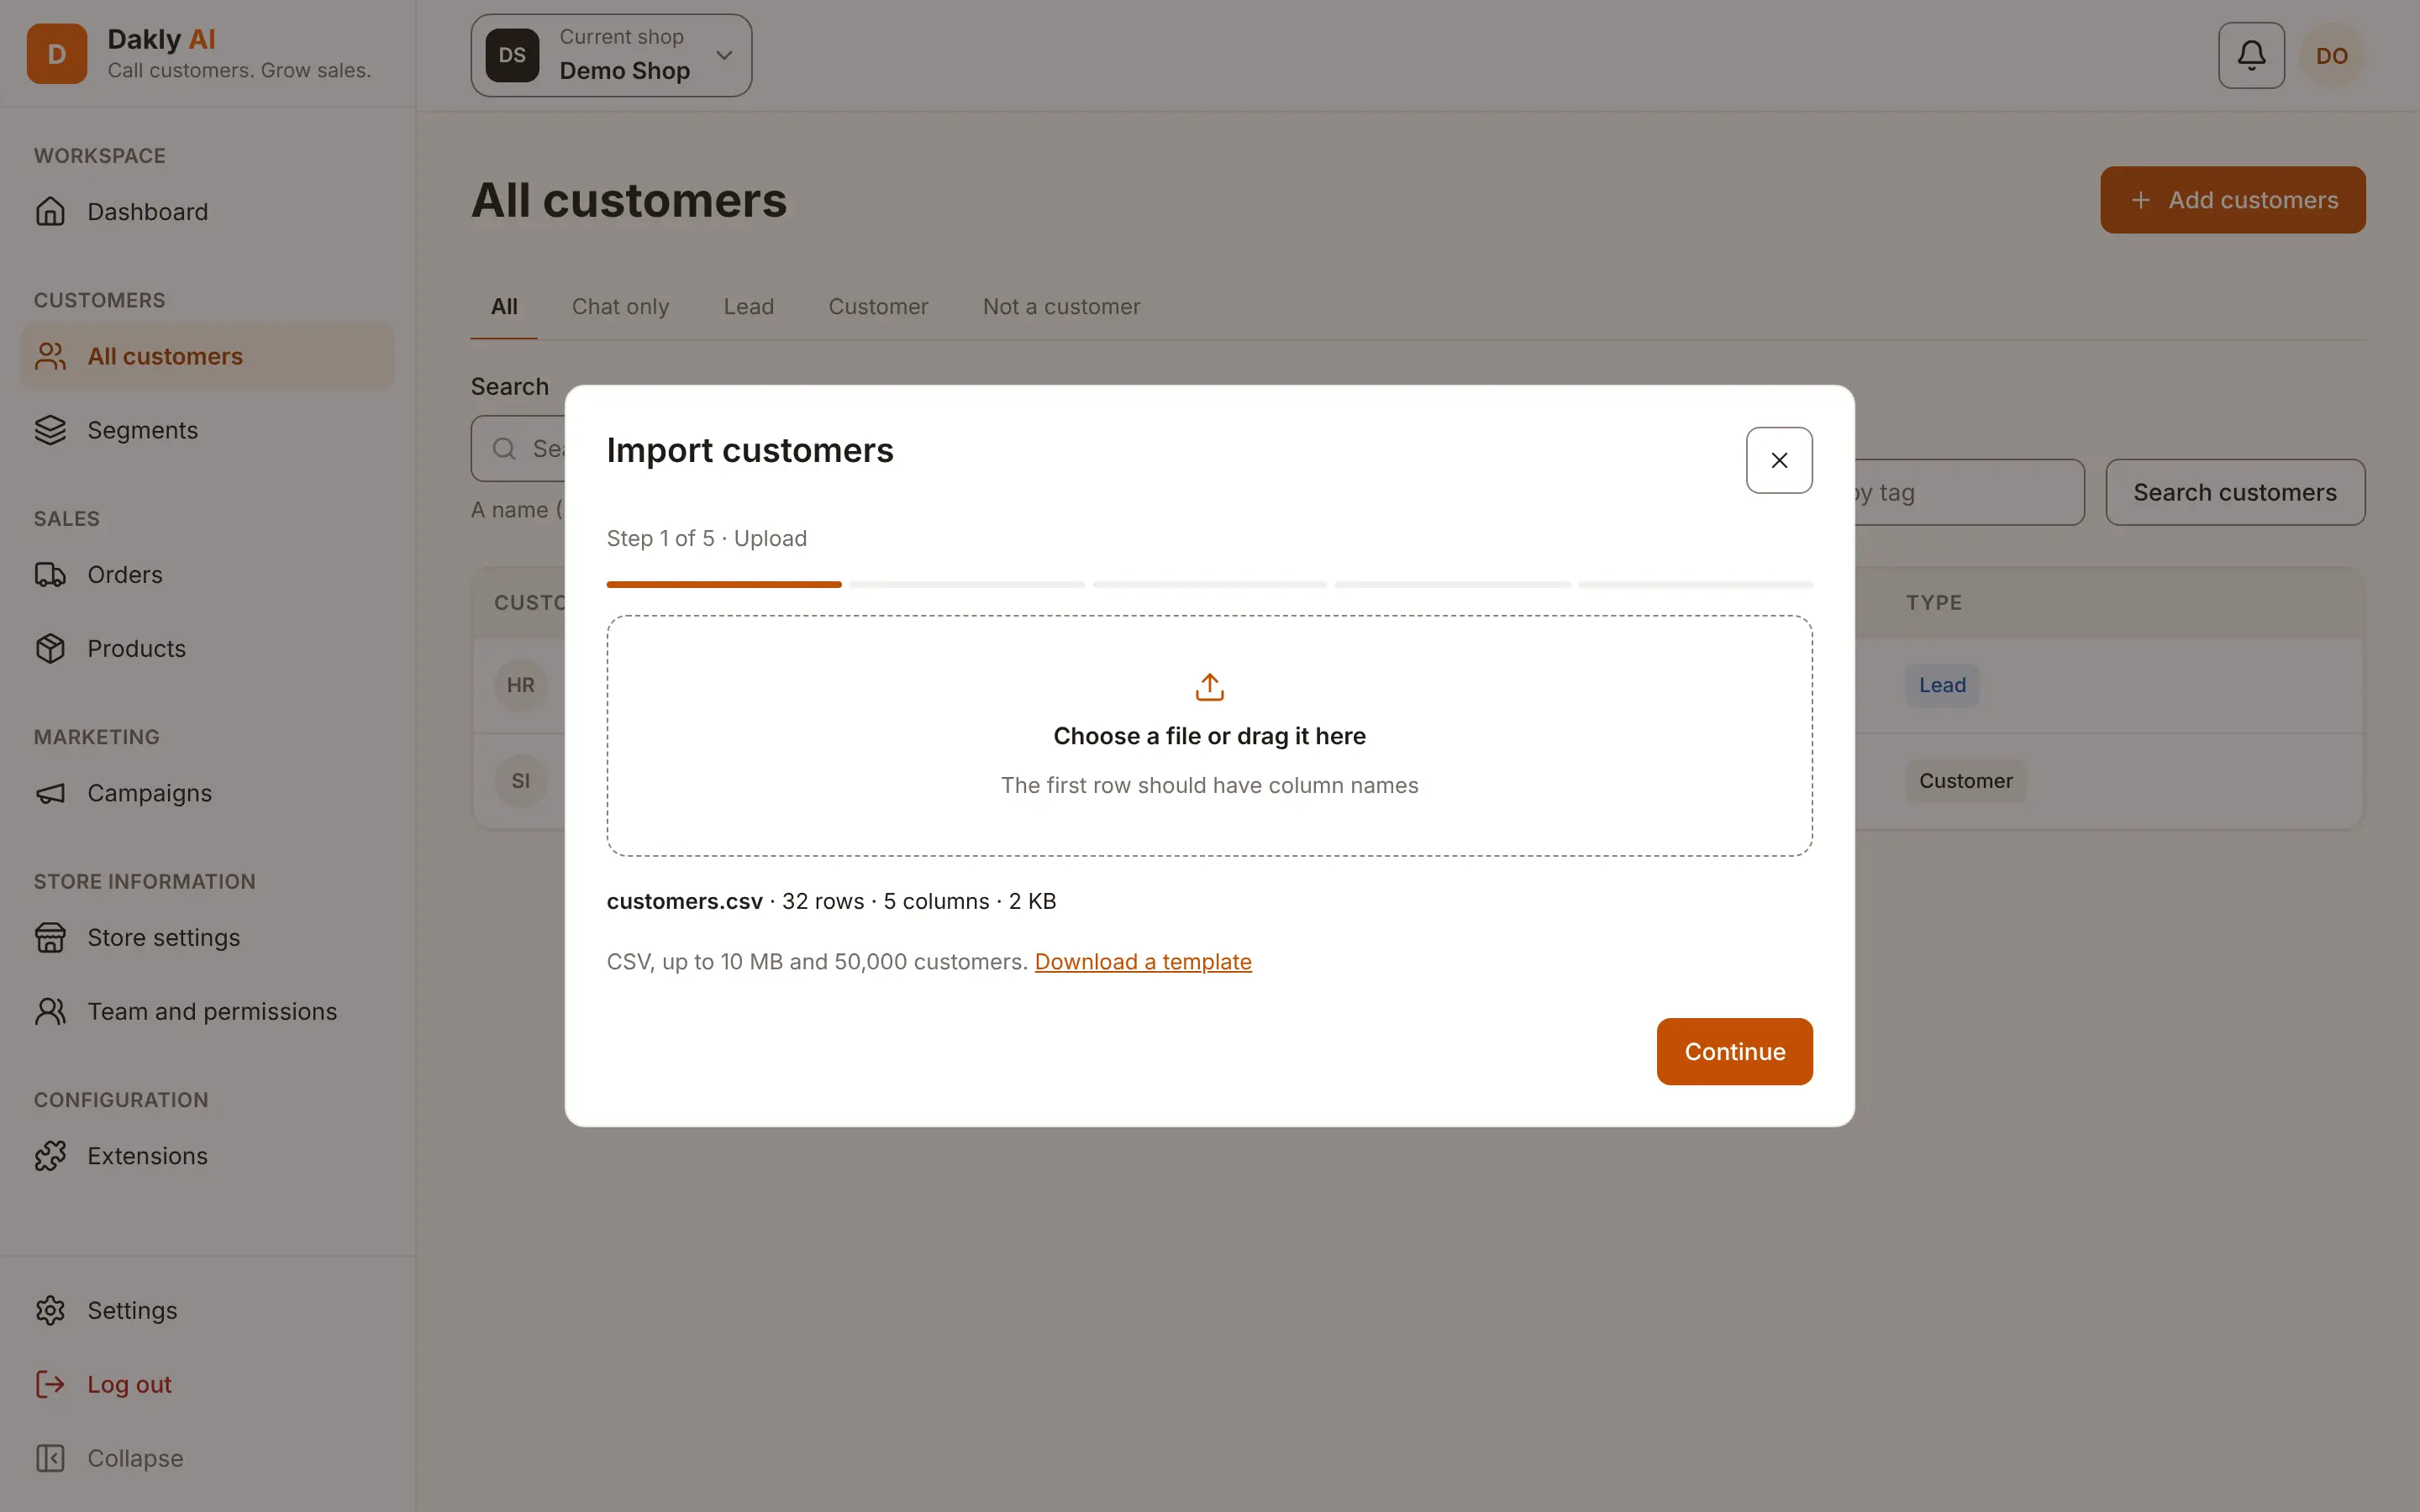 D
Dakly AI
Call customers. Grow sales.
DS
Current shop
Demo Shop
DO
WORKSPACE
Dashboard
CUSTOMERS
All customers
Segments
SALES
Orders
Products
MARKETING
Campaigns
STORE INFORMATION
Store settings
Team and permissions
CONFIGURATION
Extensions
Settings
Log out
Collapse
All customers
Add customers
All
Chat only
Lead
Customer
Not a customer
Search
A name (
by tag
Search customers
TYPE
HR
Lead
SI
Customer
Import customers
Step 1 of 5 · Upload
Choose a file or drag it here
The first row should have column names
customers.csv · 32 rows · 5 columns · 2 KB
CSV, up to 10 MB and 50,000 customers. Download a template
Continue